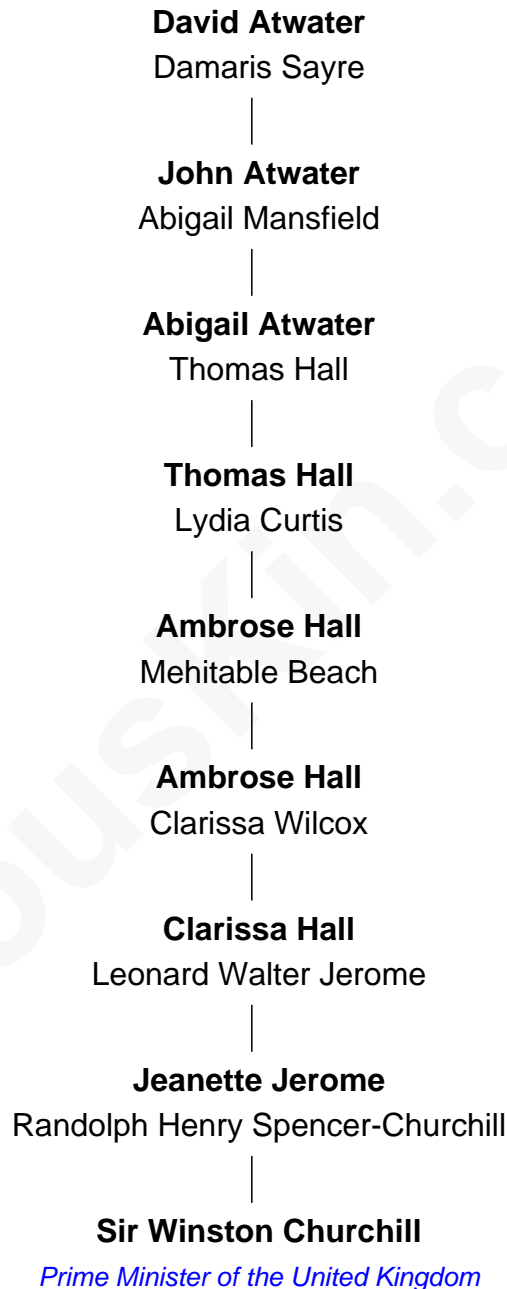 David Atwater
Damaris Sayre
John Atwater
Abigail Mansfield
Abigail Atwater
Thomas Hall
Thomas Hall
Lydia Curtis
Ambrose Hall
Mehitable Beach
Ambrose Hall
Clarissa Wilcox
Clarissa Hall
Leonard Walter Jerome
Jeanette Jerome
Randolph Henry Spencer-Churchill
Sir Winston Churchill
Prime Minister of the United Kingdom